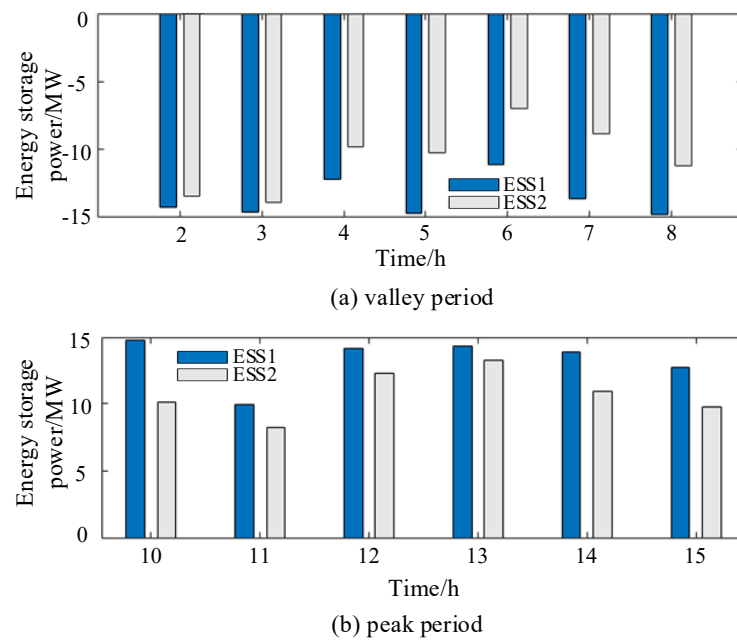 Energy storage
power/MW
0
-5
-10
-15
ESS1
ESS2
2 3 4 5 6 7 8
Time/h
(a) valley period
Energy storage
power/MW
15
10
5
0
ESS1
ESS2
10 11 12 13 14 15
Time/h
(b) peak period